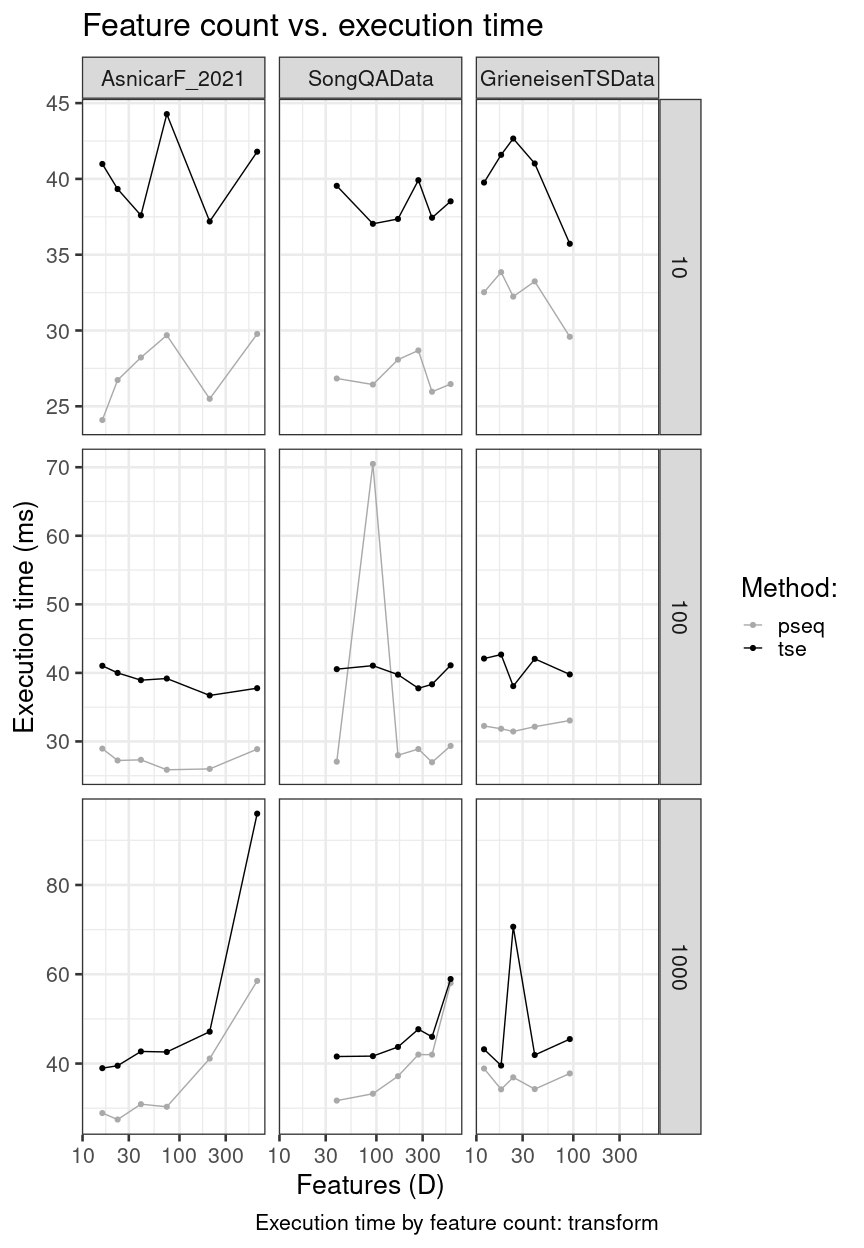 Feature count vs. execution time
AsnicarF_2021 SongQAData GrieneisenTSData
45
40
35
30
25
10
70
60
50
40
30
100
80
60
40
1000
Execution time (ms)
Method:
pseq
tse
10 30 100 300 10 30 100 300 10 30 100 300
Features (D)
Execution time by feature count: transform